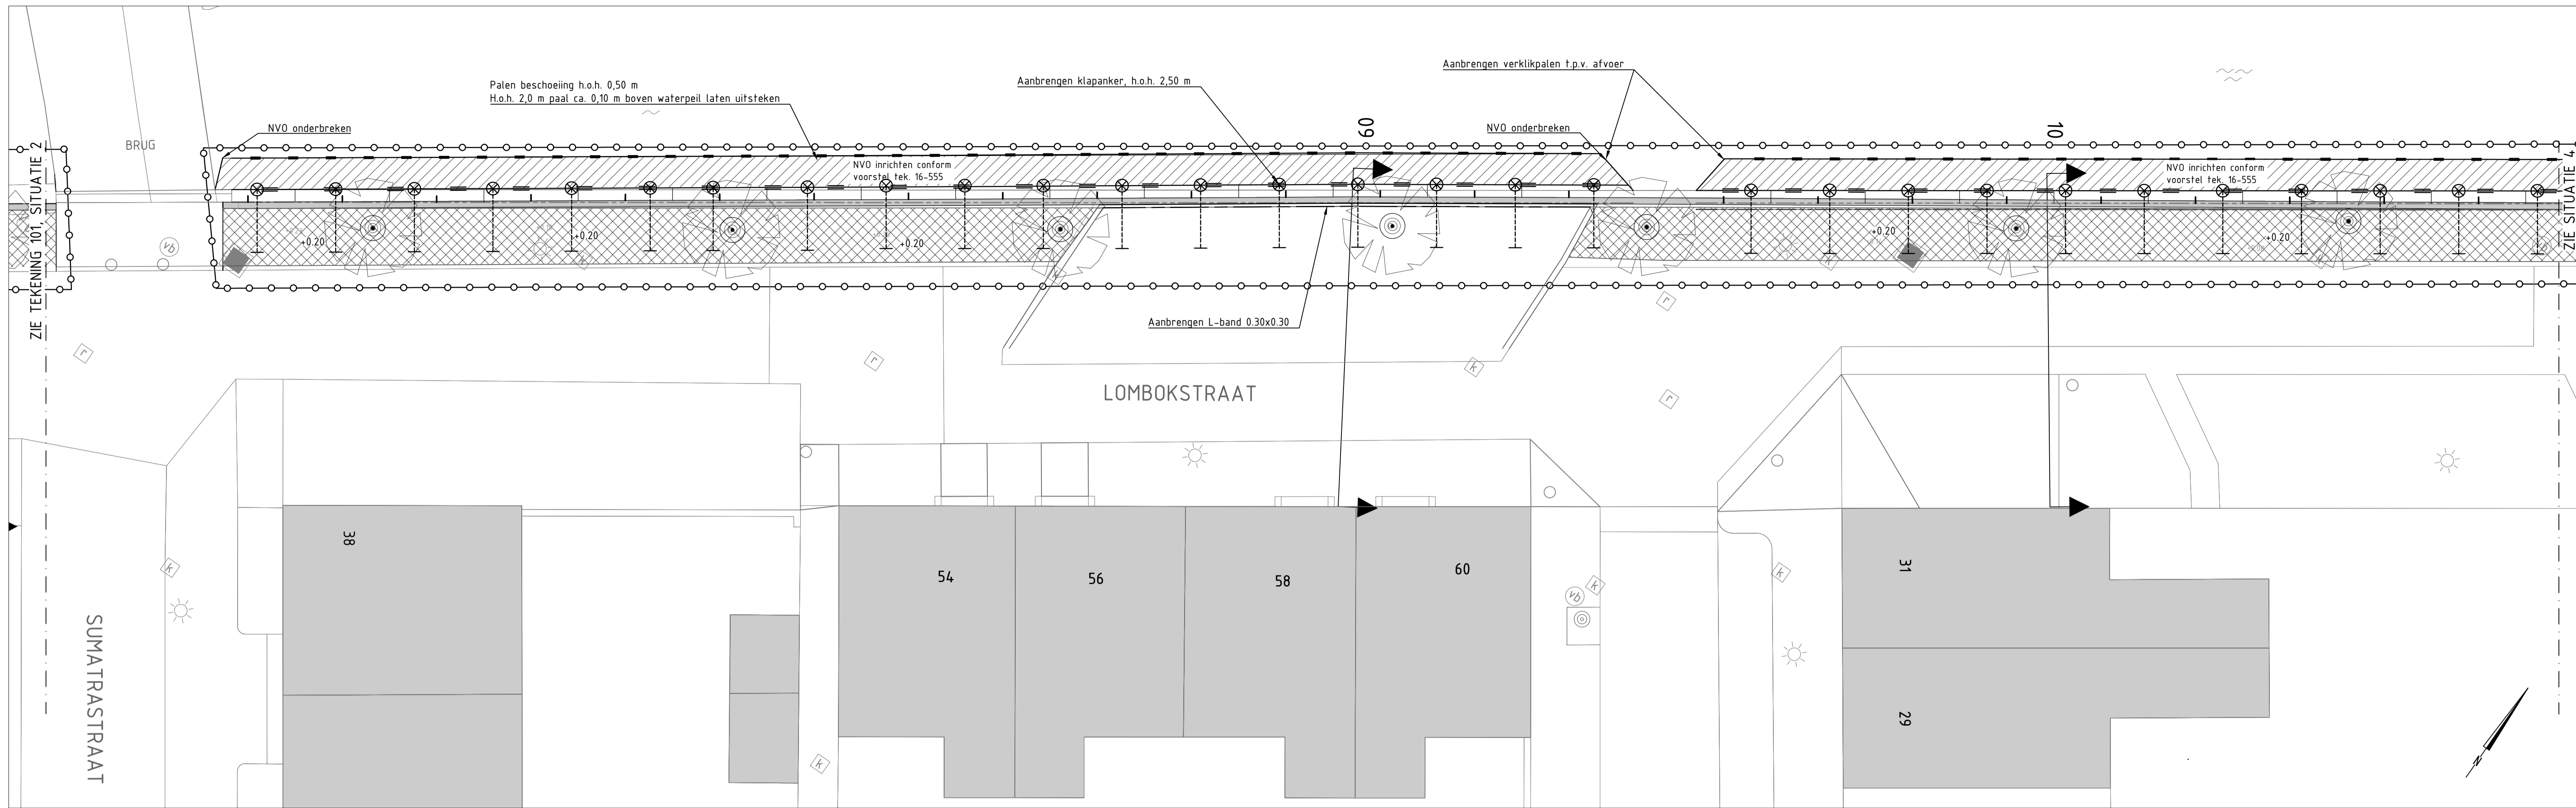 Palen beschoeiing h.o.h. 0,50 m
H.o.h. 2,0 m paal ca. 0,10 m boven waterpeil laten uitsteken
Aanbrengen klapanker, h.o.h. 2,50 m
Aanbrengen verklikpalen t.p.v. afvoer
NVO onderbreken
NVO onderbreken
BRUG
ZIE TEKENING 101, SITUATIE 2
ZIE SITUATIE 4
09
10
NVO inrichten conform
voorstel tek. 16-555
NVO inrichten conform
voorstel tek. 16-555
vb
+0.20
+0.20
+0.20
+0.20
+0.20
vb
k
k
k
k
Aanbrengen L-band 0.30x0.30
r
r
r
r
k
LOMBOKSTRAAT
38
54
56
58
60
31
29
k
k
k
vb
k
SUMATRASTRAAT
N